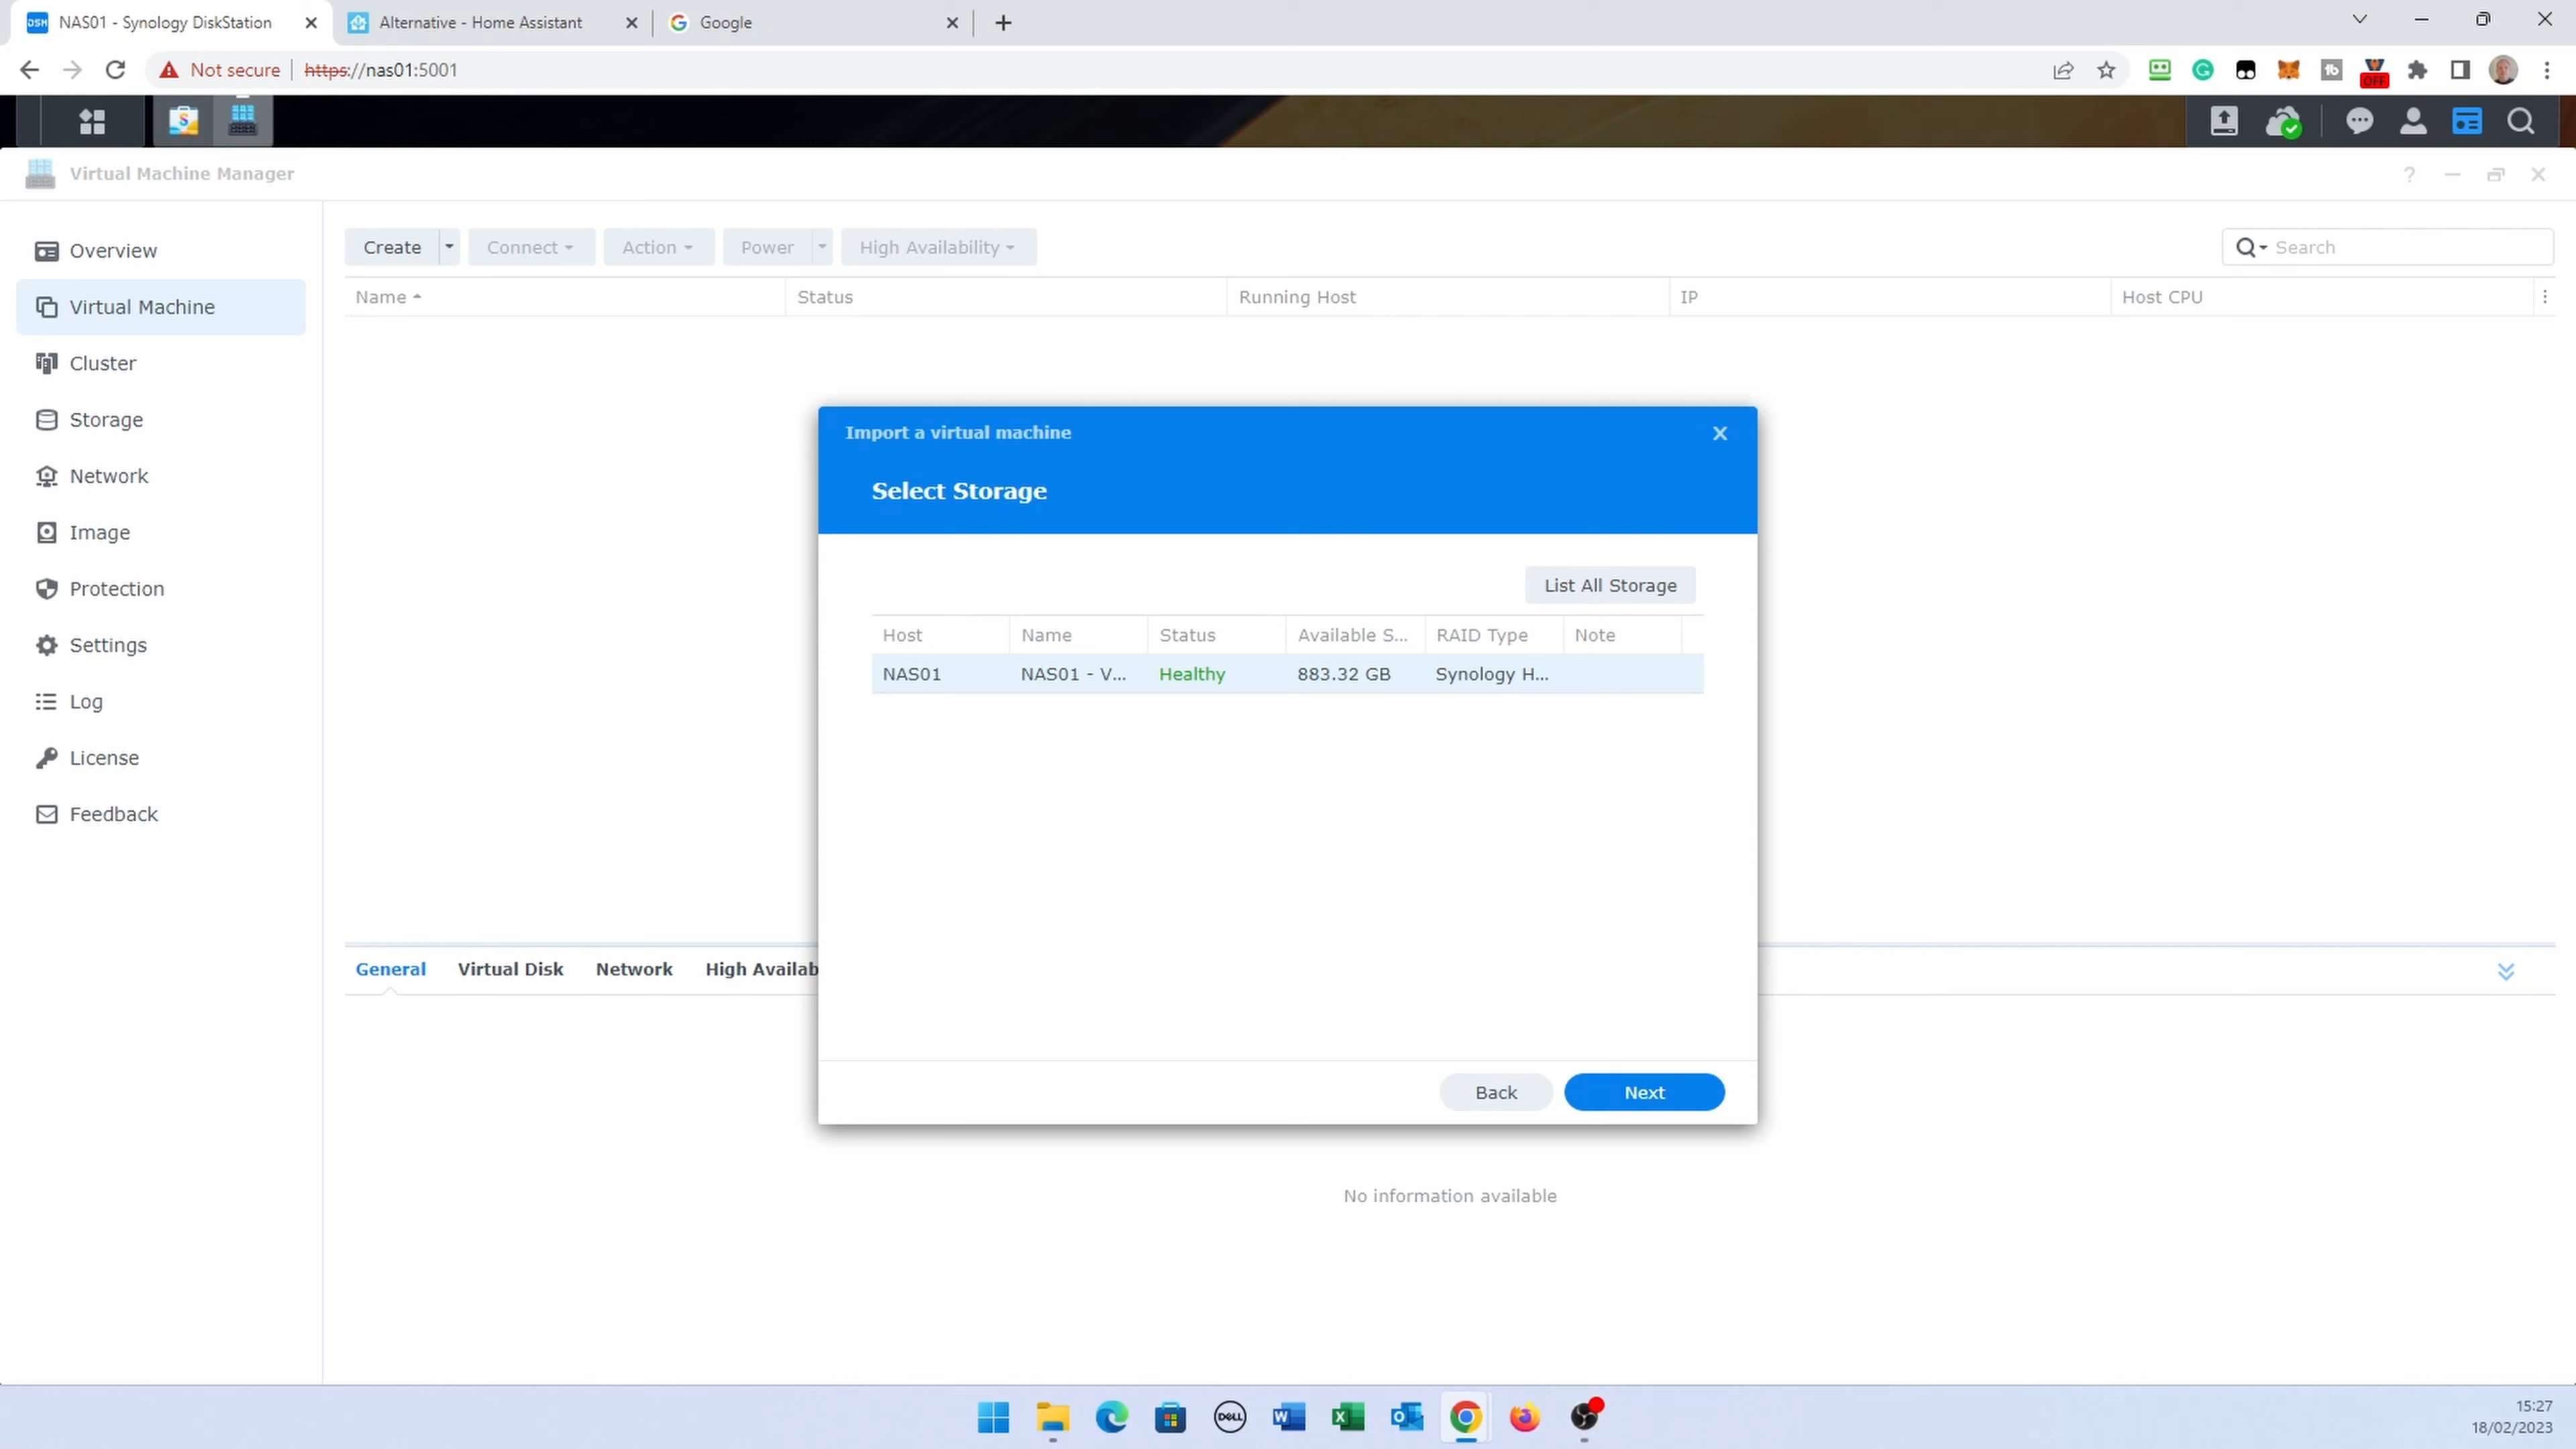 NAS01 - Synology DiskStation
Alternative - Home Assistant
Google
Not secure
https://nas01:5001
OFF
Virtual Machine Manager
Overview
Virtual Machine
Cluster
Storage
Network
Image
Protection
Settings
Log
License
Feedback
Create
Connect
Action
Power
High Availability
Search
Name
Status
Running Host
IP
Host CPU
Import a virtual machine
Select Storage
List All Storage
Host Name Status Available S... RAID Type Note
NAS01 NAS01 - V... Healthy 883.32 GB Synology H...
Back
Next
General Virtual Disk Network High Availab
No information available
DELL
15:27
18/02/2023